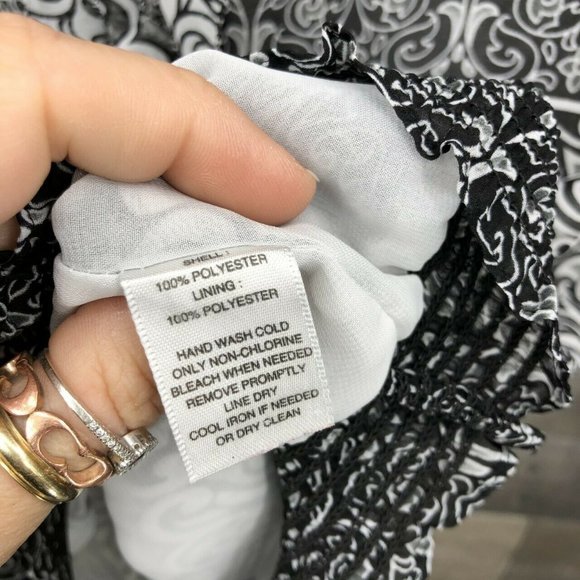 SHELL :
100% POLYESTER
LINING :
100% POLYESTER
HAND WASH COLD
ONLY NON-CHLORINE
BLEACH WHEN NEEDED
REMOVE PROMPTLY
LINE DRY
COOL IRON IF NEEDED
OR DRY CLEAN